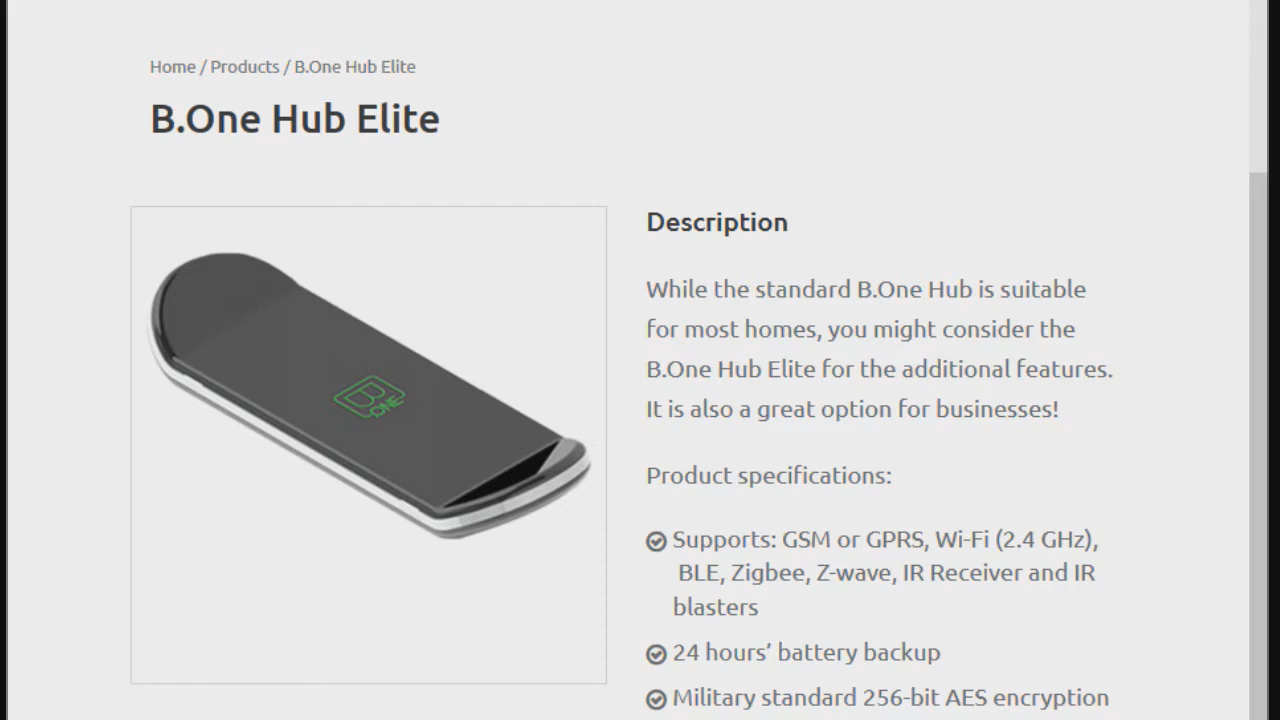 Home / Products / B.One Hub Elite
B.One Hub Elite
B
ONE
Description
While the standard B.One Hub is suitable
for most homes, you might consider the
B.One Hub Elite for the additional features.
It is also a great option for businesses!
Product specifications:
Supports: GSM or GPRS, Wi-Fi (2.4 GHz),
BLE, Zigbee, Z-wave, IR Receiver and IR
blasters
24 hours’ battery backup
Military standard 256-bit AES encryption